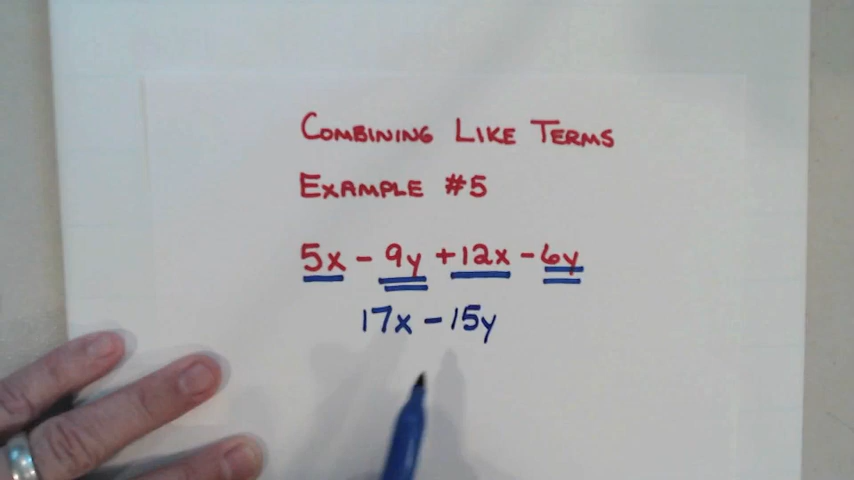 COMBINING LIKE TERMS
EXAMPLE #5
5x - 9y + 12x - 6y
17x - 15y